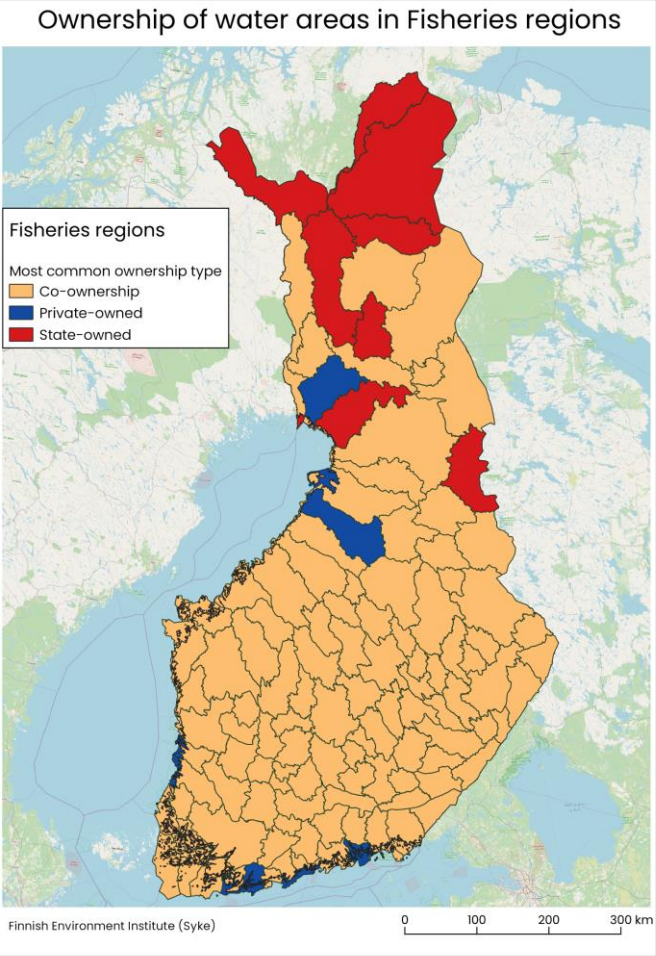 Ownership of water areas in Fisheries regions
Fisheries regions
Most common ownership type
Co-ownership
Private-owned
State-owned
Finnish Environment Institute (Syke)
0 100 200 300 km